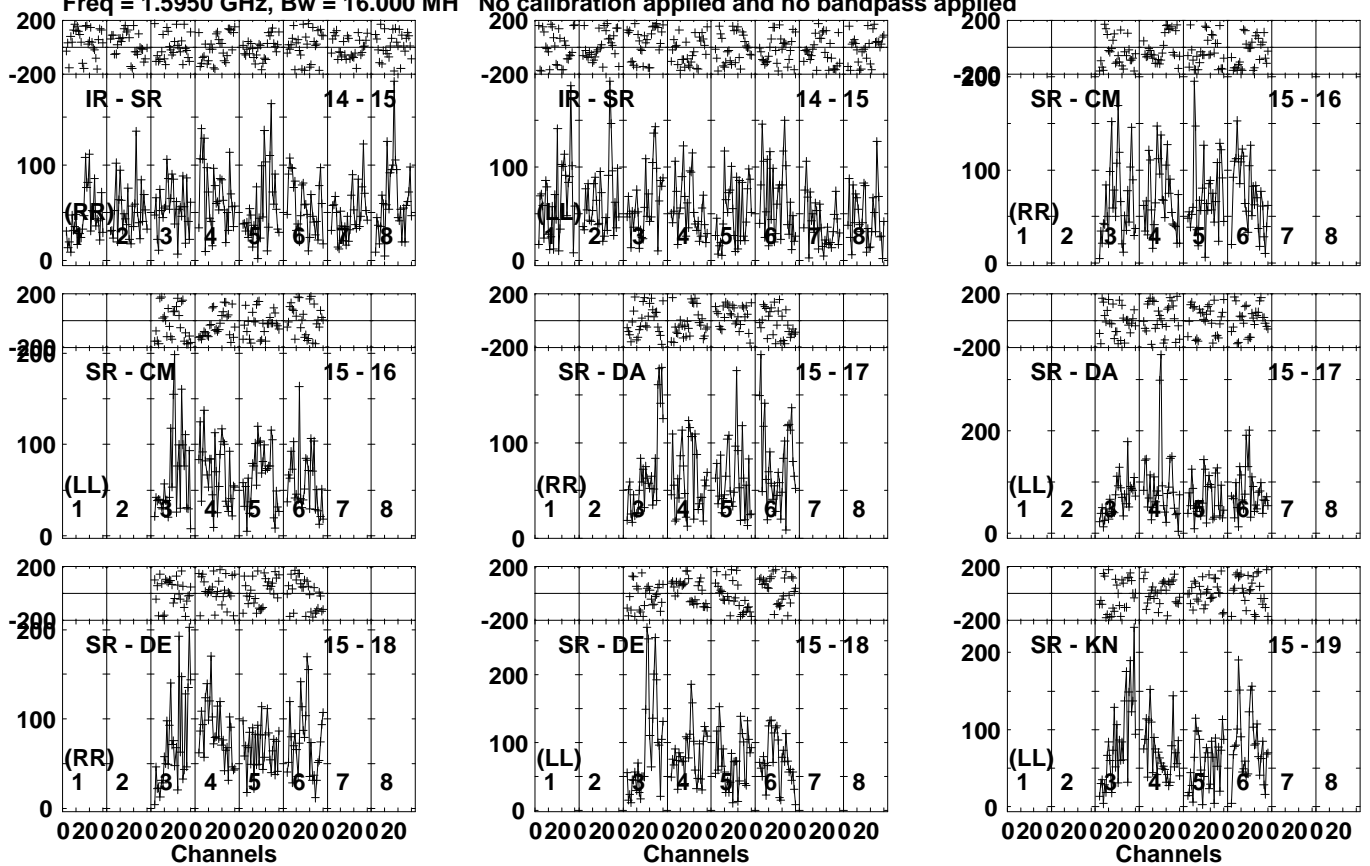 Freq = 1.5950 GHz, Bw = 16.000 MH No calibration applied and no bandpass applied
200
-200
IR - SR 14 - 15
100
(RR)
1 2 3 4 5 6 7 8
0
200
-200
IR - SR 14 - 15
100
(LL)
1 2 3 4 5 6 7 8
0
200
-200
200
SR - CM 15 - 16
100
(RR)
1 2 3 4 5 6 7 8
0
200
-200
200
SR - CM 15 - 16
100
(LL)
1 2 3 4 5 6 7 8
0
200
-200
SR - DA 15 - 17
100
(RR)
1 2 3 4 5 6 7 8
0
200
-200
SR - DA 15 - 17
200
(LL)
1 2 3 4 5 6 7 8
0
200
-200
200
SR - DE 15 - 18
100
(RR)
1 2 3 4 5 6 7 8
0
0 20 0 20 0 20 0 20 0 20 0 20 0 20 0 20
Channels
200
-200
SR - DE 15 - 18
200
100
(LL)
1 2 3 4 5 6 7 8
0
0 20 0 20 0 20 0 20 0 20 0 20 0 20 0 20
Channels
200
-200
SR - KN 15 - 19
200
100
(LL)
1 2 3 4 5 6 7 8
0
0 20 0 20 0 20 0 20 0 20 0 20 0 20 0 20
Channels